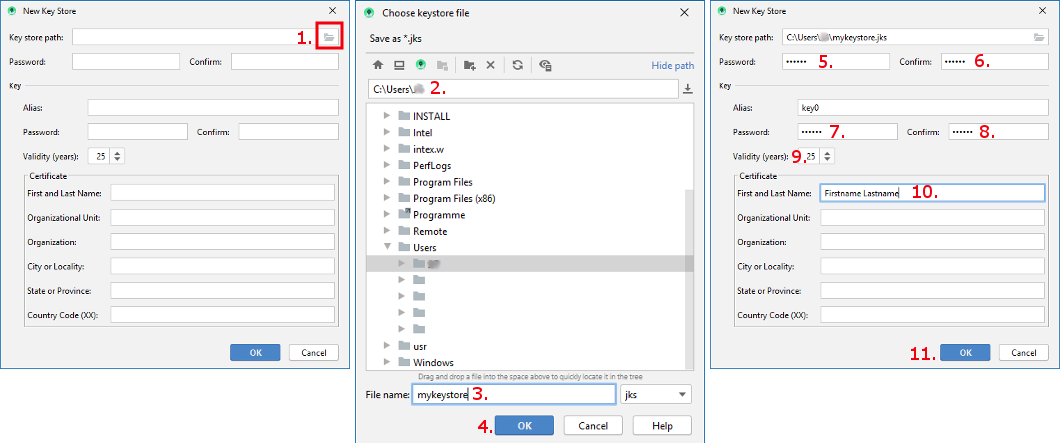 New Key Store
Key store path:
1.
Password:
Confirm:
Key
Alias:
Password:
Confirm:
Validity (years):
25
Certificate
First and Last Name:
Organizational Unit:
Organization:
City or Locality:
State or Province:
Country Code (XX):
OK
Cancel
Choose keystore file
Save as *.jks
Hide path
C:\Users\
2.
INSTALL
Intel
intex.w
PerfLogs
Program Files
Program Files (x86)
Programme
Remote
Users
usr
Windows
Drag and drop a file into the space above to quickly locate it in the tree
File name:
mykeystore
3.
jks
4.
OK
Cancel
Help
New Key Store
Key store path:
C:\Users\ \mykeystore.jks
Password:
••••••
5.
Confirm:
••••••
6.
Key
Alias:
key0
Password:
••••••
7.
Confirm:
••••••
8.
Validity (years):
9.
25
Certificate
First and Last Name:
Firstname Lastname
10.
Organizational Unit:
Organization:
City or Locality:
State or Province:
Country Code (XX):
11.
OK
Cancel